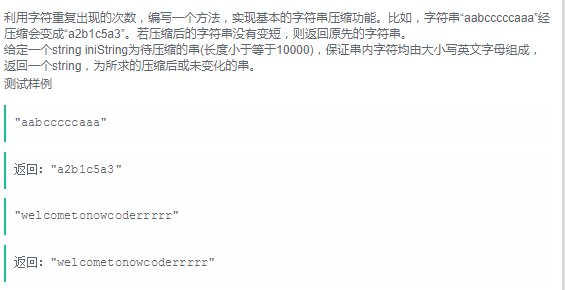 利用字符重复出现的次数，编写一个方法，实现基本的字符串压缩功能。比如，字符串“aabcccccaaa”经
压缩会变成“a2b1c5a3”。若压缩后的字符串没有变短，则返回原先的字符串。
给定一个string iniString为待压缩的串(长度小于等于10000)，保证串内字符均由大小写英文字母组成，
返回一个string，为所求的压缩后或未变化的串。
测试样例
"aabcccccaaa"
返回："a2b1c5a3"
"welcometonowcoderrrrr"
返回："welcometonowcoderrrrr"